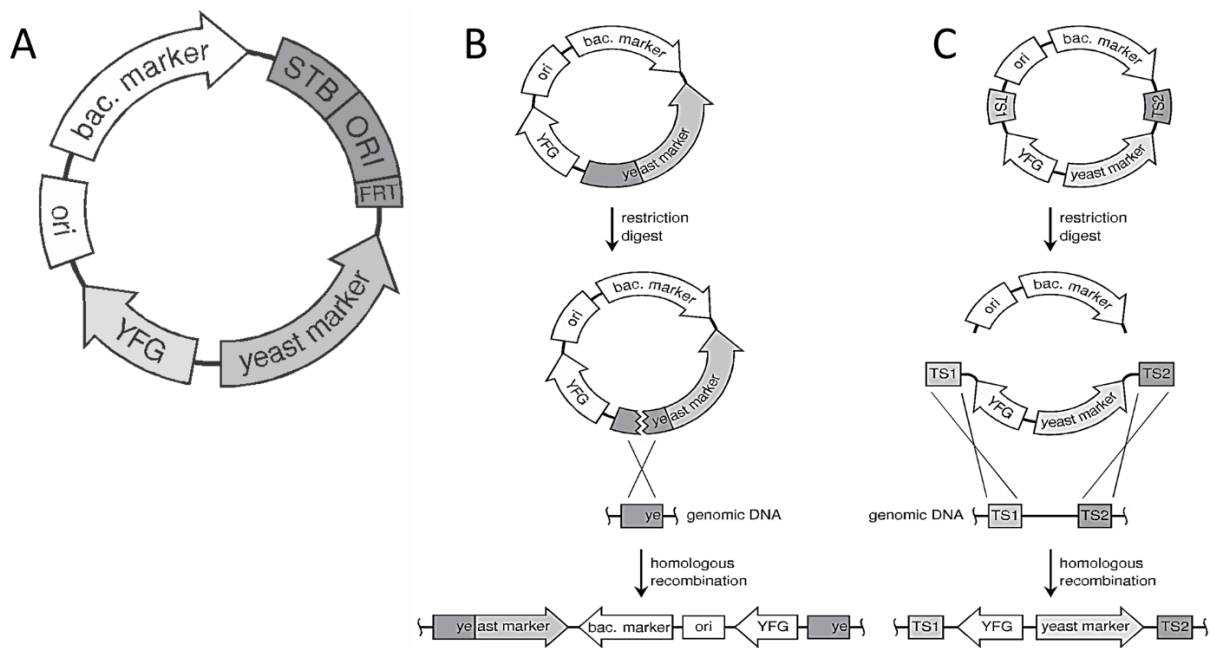 A
bac. marker
STB
ORI
FRT
yeast marker
YFG
ori
B
bac. marker
ori
YFG
ye
ast marker
restriction
digest
bac. marker
ori
YFG
ye
ast marker
ye
genomic DNA
homologous
recombination
ye ast marker bac. marker ori YFG ye
C
bac. marker
ori
TS1
TS2
YFG
yeast marker
restriction
digest
bac. marker
ori
TS1
TS2
YFG
yeast marker
genomic DNA
TS1
TS2
homologous
recombination
TS1 YFG yeast marker TS2